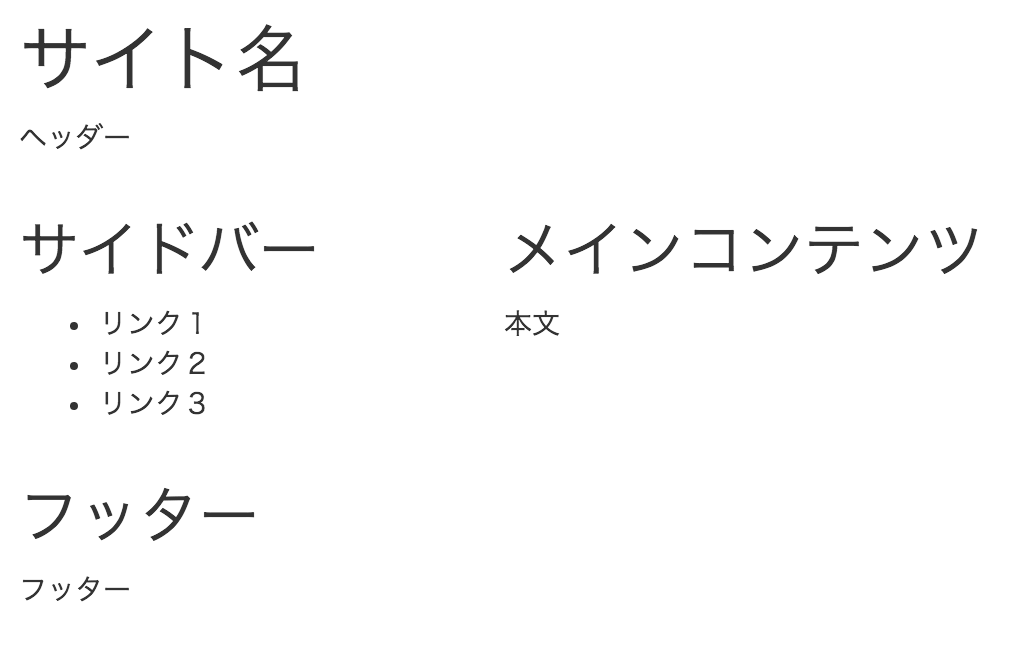 サイト名
ヘッダー
サイドバー
• リンク１
• リンク２
• リンク３
メインコンテンツ
本文
フッター
フッター